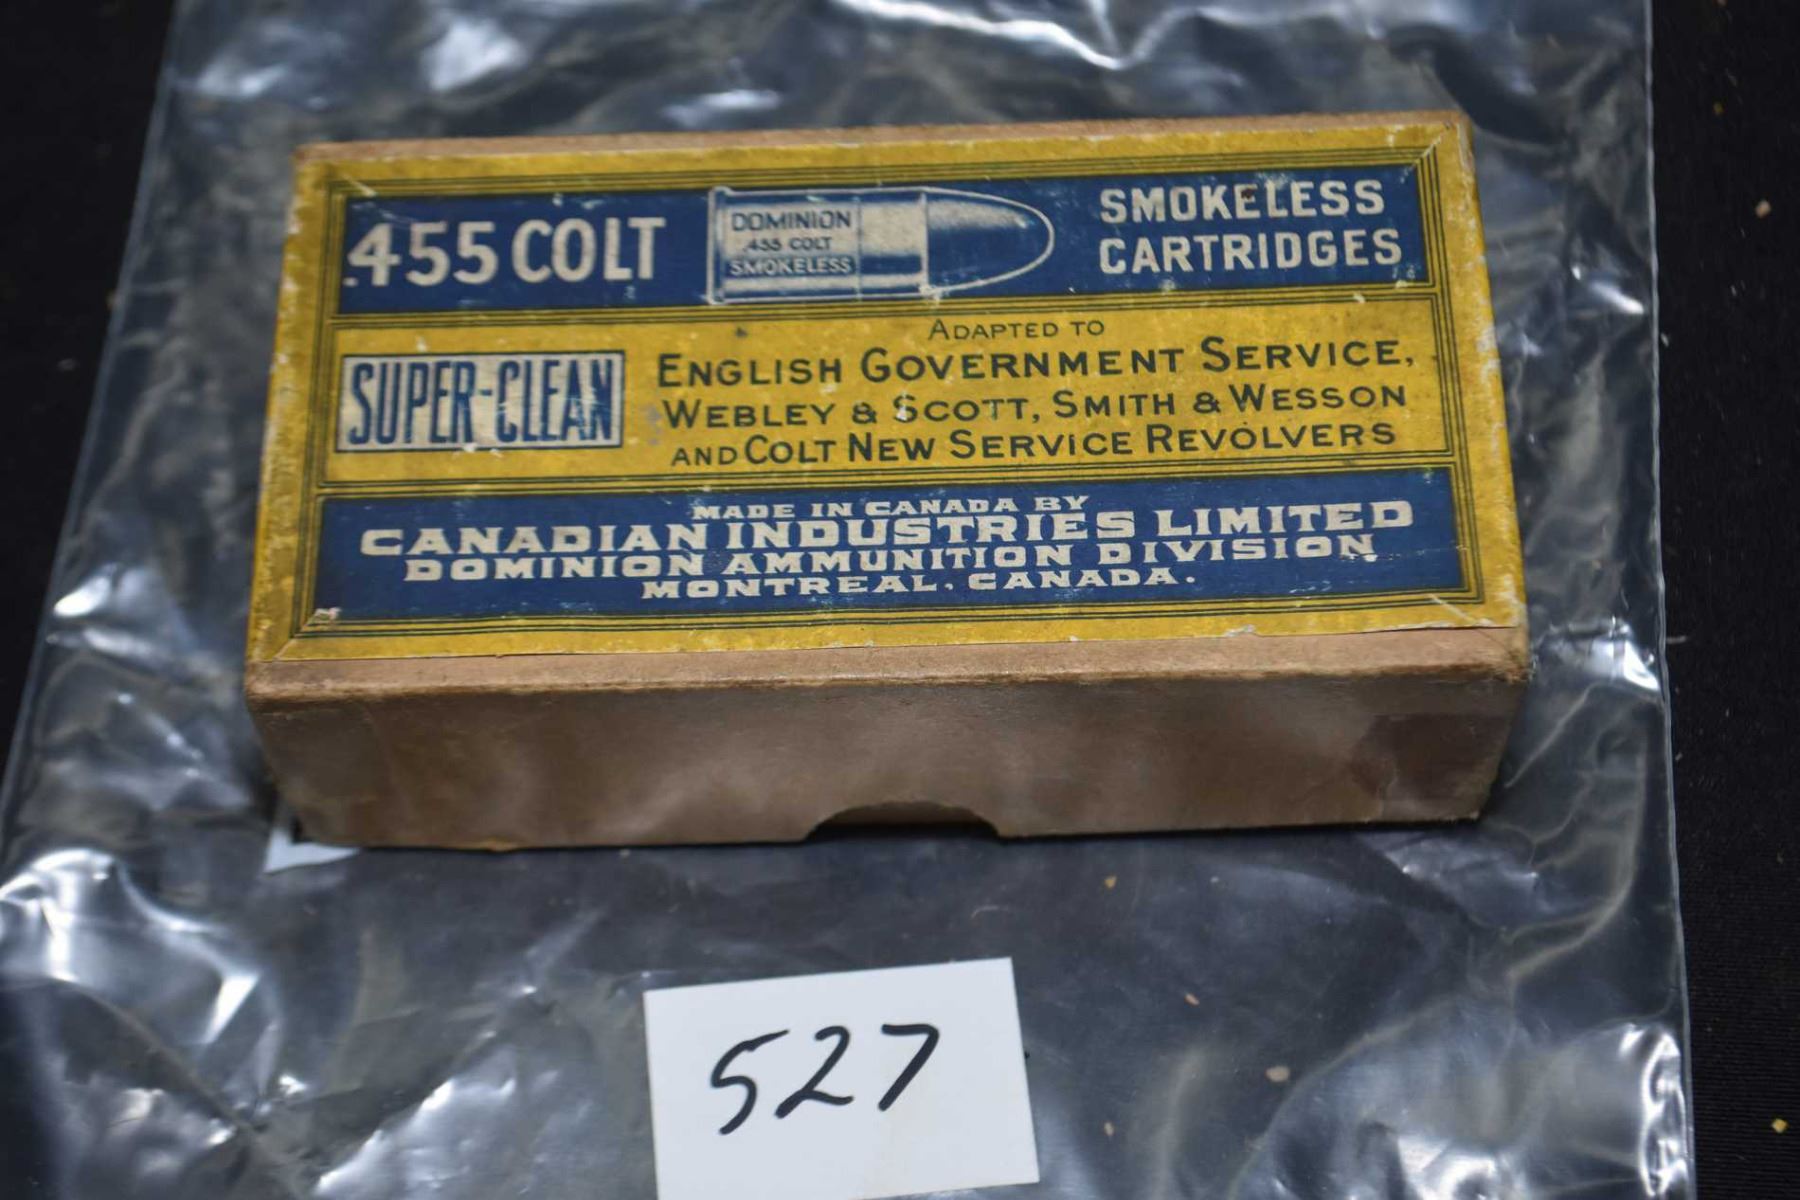 .455 COLT
DOMINION
.455 COLT
SMOKELESS
SMOKELESS
CARTRIDGES
SUPER-CLEAN
ADAPTED TO
ENGLISH GOVERNMENT SERVICE,
WEBLEY & SCOTT, SMITH & WESSON
AND COLT NEW SERVICE REVOLVERS
MADE IN CANADA BY
CANADIAN INDUSTRIES LIMITED
DOMINION AMMUNITION DIVISION
MONTREAL, CANADA.
527